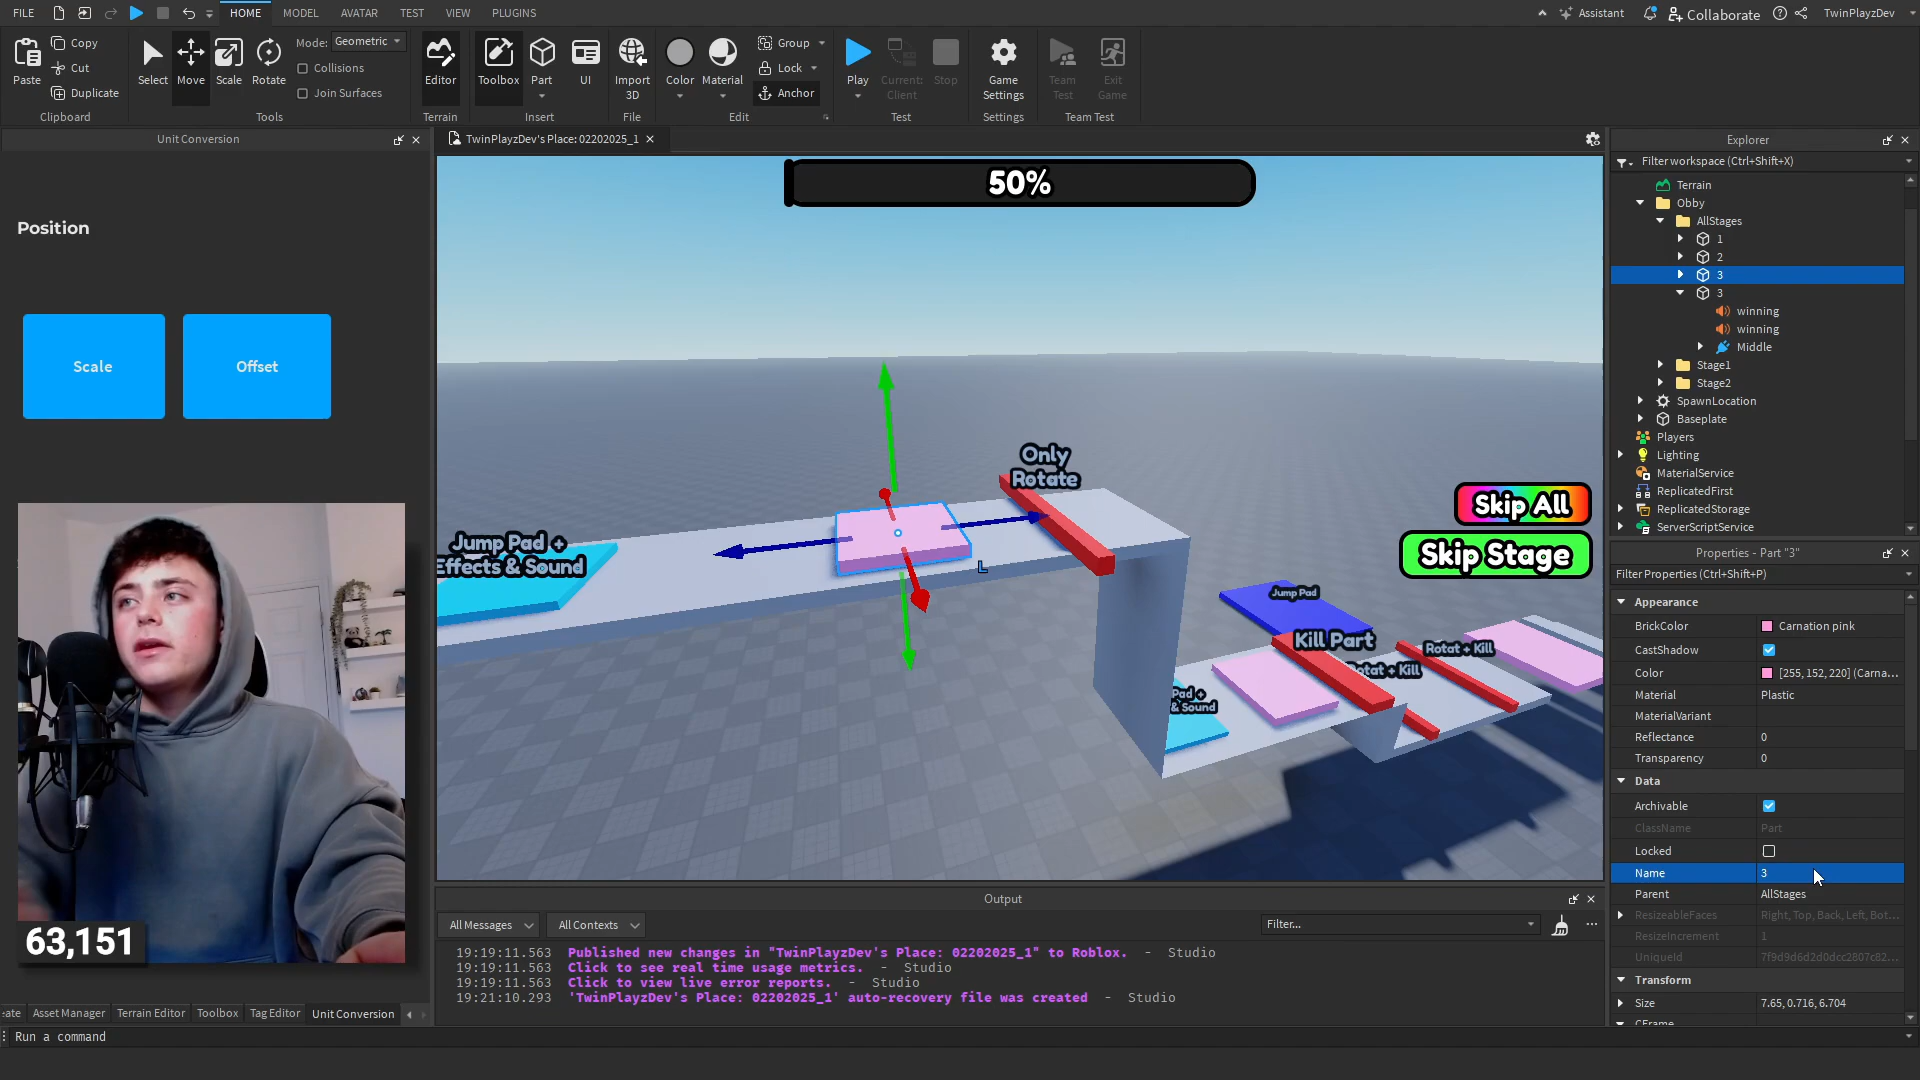 FILE
HOME
MODEL
AVATAR
TEST
VIEW
PLUGINS
Assistant
Collaborate
TwinPlayzDev
Paste
Copy
Cut
Duplicate
Clipboard
Select
Move
Scale
Rotate
Mode:
Geometric
Collisions
Join Surfaces
Tools
Editor
Terrain
Toolbox
Part
UI
Insert
Import
3D
File
Color
Material
Group
Lock
Anchor
Edit
Play
Current:
Client
Stop
Test
Game
Settings
Settings
Team
Test
Exit
Game
Team Test
Unit Conversion
Position
Scale
Offset
63,151
ate
Asset Manager
Terrain Editor
Toolbox
Tag Editor
Unit Conversion
TwinPlayzDev's Place: 02202025_1
50%
Only
Rotate
Jump Pad +
Effects & Sound
L
Skip All
Skip Stage
Jump Pad
Kill Part
Rotat + Kill
otat + Kill
Pad +
& Sound
Output
All Messages
All Contexts
Filter...
19:19:11.563 Published new changes in "TwinPlayzDev's Place: 02202025_1" to Roblox. - Studio
19:19:11.563 Click to see real time usage metrics. - Studio
19:19:11.563 Click to view live error reports. - Studio
19:21:10.293 'TwinPlayzDev's Place: 02202025_1' auto-recovery file was created - Studio
Run a command
Explorer
Filter workspace (Ctrl+Shift+X)
Terrain
Obby
AllStages
1
2
3
3
winning
winning
Middle
Stage1
Stage2
SpawnLocation
Baseplate
Players
Lighting
MaterialService
ReplicatedFirst
ReplicatedStorage
ServerScriptService
Properties - Part "3"
Filter Properties (Ctrl+Shift+P)
Appearance
BrickColor Carnation pink
CastShadow
Color [255, 152, 220] (Carna...
Material Plastic
MaterialVariant
Reflectance 0
Transparency 0
Data
Archivable
ClassName Part
Locked
Name 3
Parent AllStages
ResizeableFaces Right, Top, Back, Left, Bot...
ResizeIncrement 1
UniqueId 7f9d9d6d2d0dcc2807c82...
Transform
Size 7.65, 0.716, 6.704
CFrame